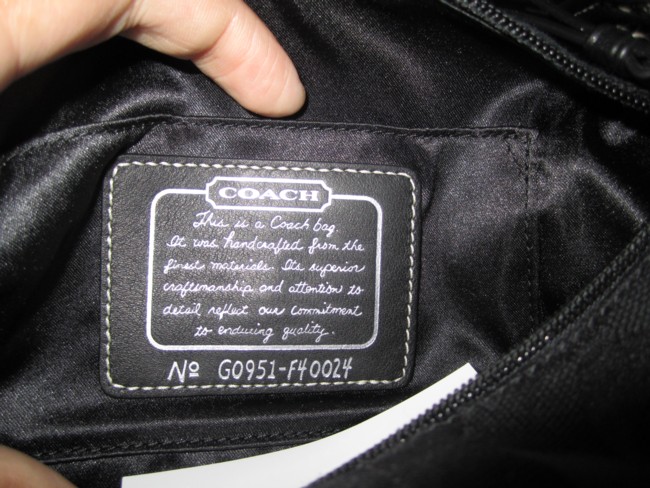 COACH
This is a Coach bag.
It was handcrafted from the
finest materials. Its superior
craftsmanship and attention to
detail reflect our commitment
to enduring quality.
Nº G0951-F40024